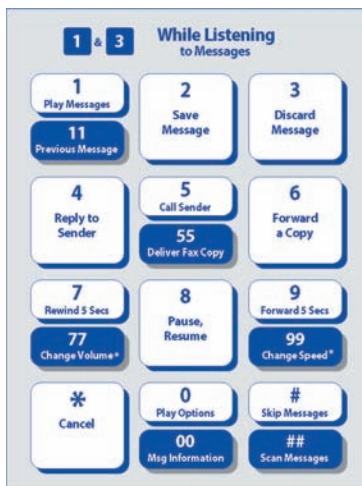 1 & 3 While Listening
to Messages
1
Play Messages
11
Previous Message
2
Save
Message
3
Discard
Message
4
Reply to
Sender
5
Call Sender
55
Deliver Fax Copy
6
Forward
a Copy
7
Rewind 5 Secs
77
Change Volume*
8
Pause,
Resume
9
Forward 5 Secs
99
Change Speed*
*
Cancel
0
Play Options
00
Msg Information
#
Skip Messages
##
Scan Messages